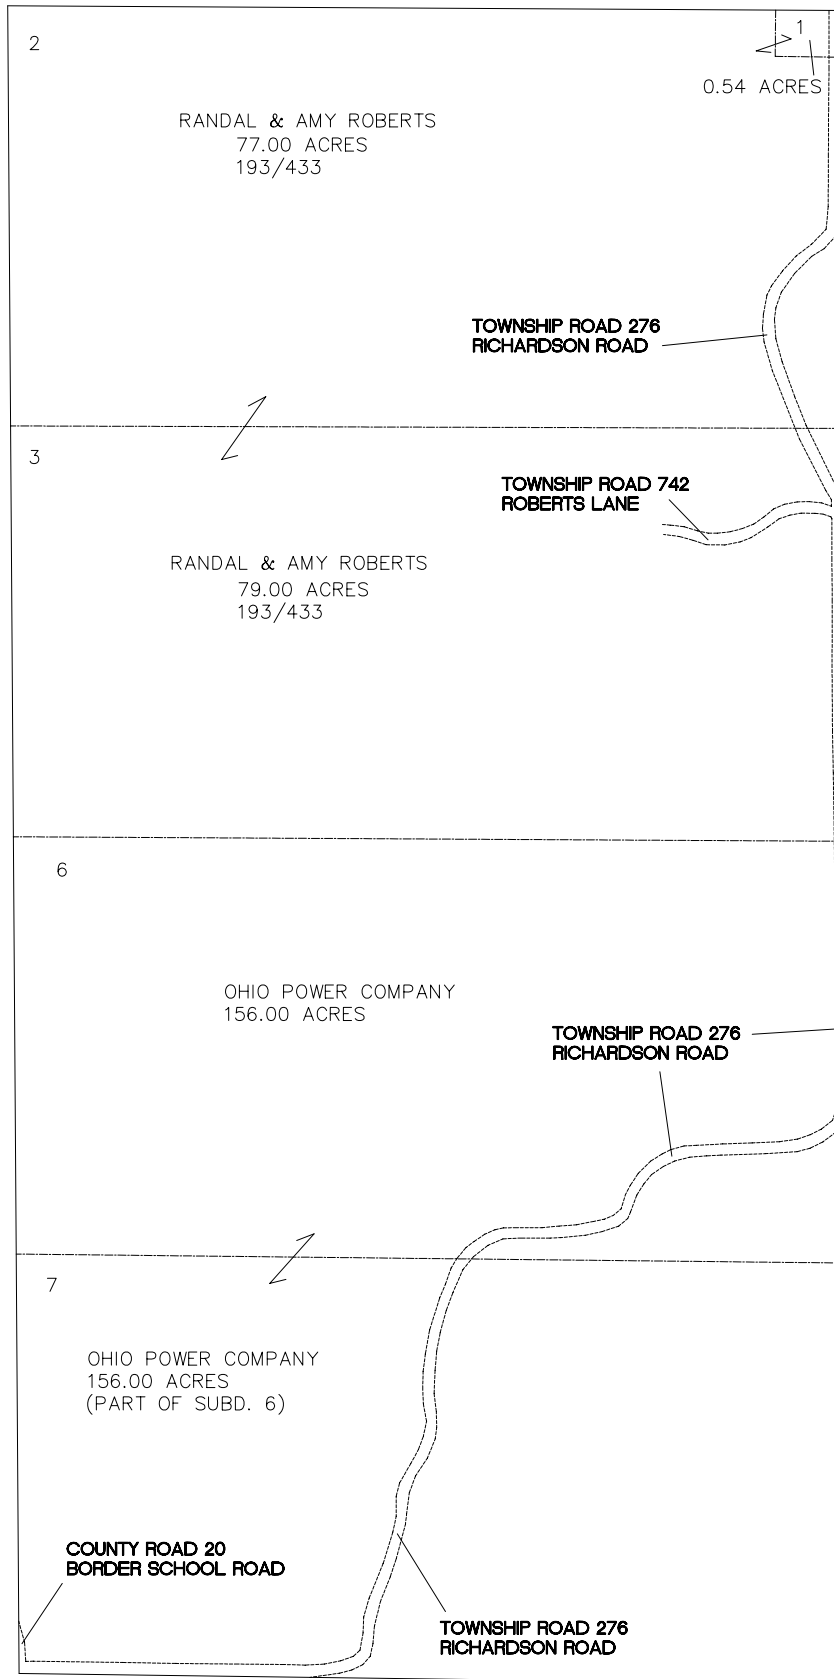 2
1
0.54 ACRES
RANDAL & AMY ROBERTS
77.00 ACRES
193/433
TOWNSHIP ROAD 276
RICHARDSON ROAD
3
TOWNSHIP ROAD 742
ROBERTS LANE
RANDAL & AMY ROBERTS
79.00 ACRES
193/433
6
OHIO POWER COMPANY
156.00 ACRES
TOWNSHIP ROAD 276
RICHARDSON ROAD
7
OHIO POWER COMPANY
156.00 ACRES
(PART OF SUBD. 6)
COUNTY ROAD 20
BORDER SCHOOL ROAD
TOWNSHIP ROAD 276
RICHARDSON ROAD